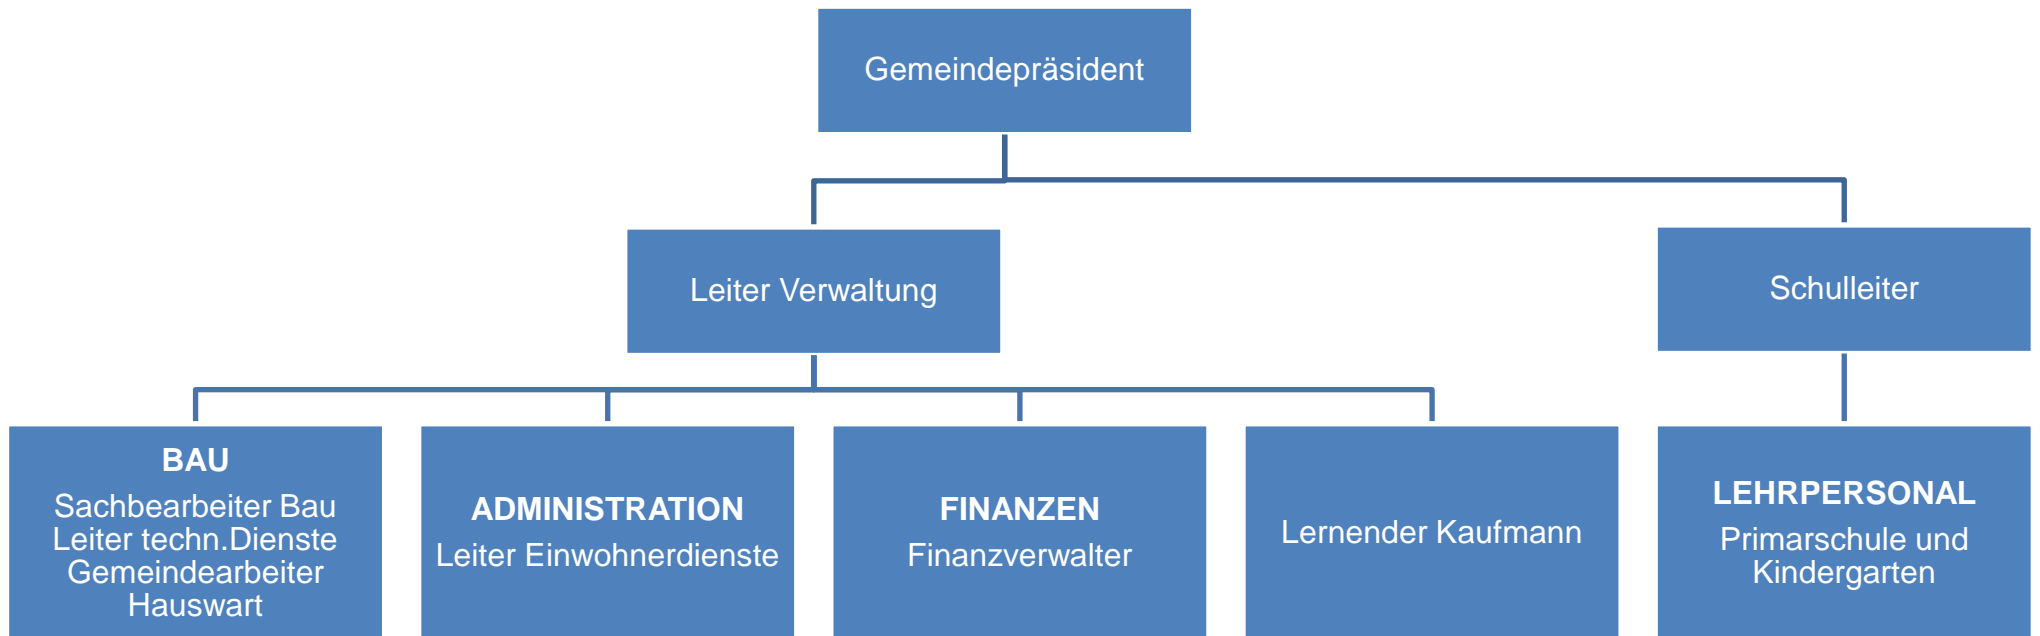 Gemeindepräsident
Leiter Verwaltung
Schulleiter
BAU
Sachbearbeiter Bau
Leiter techn.Dienste
Gemeindearbeiter
Hauswart
ADMINISTRATION
Leiter Einwohnerdienste
FINANZEN
Finanzverwalter
Lernender Kaufmann
LEHRPERSONAL
Primarschule und
Kindergarten